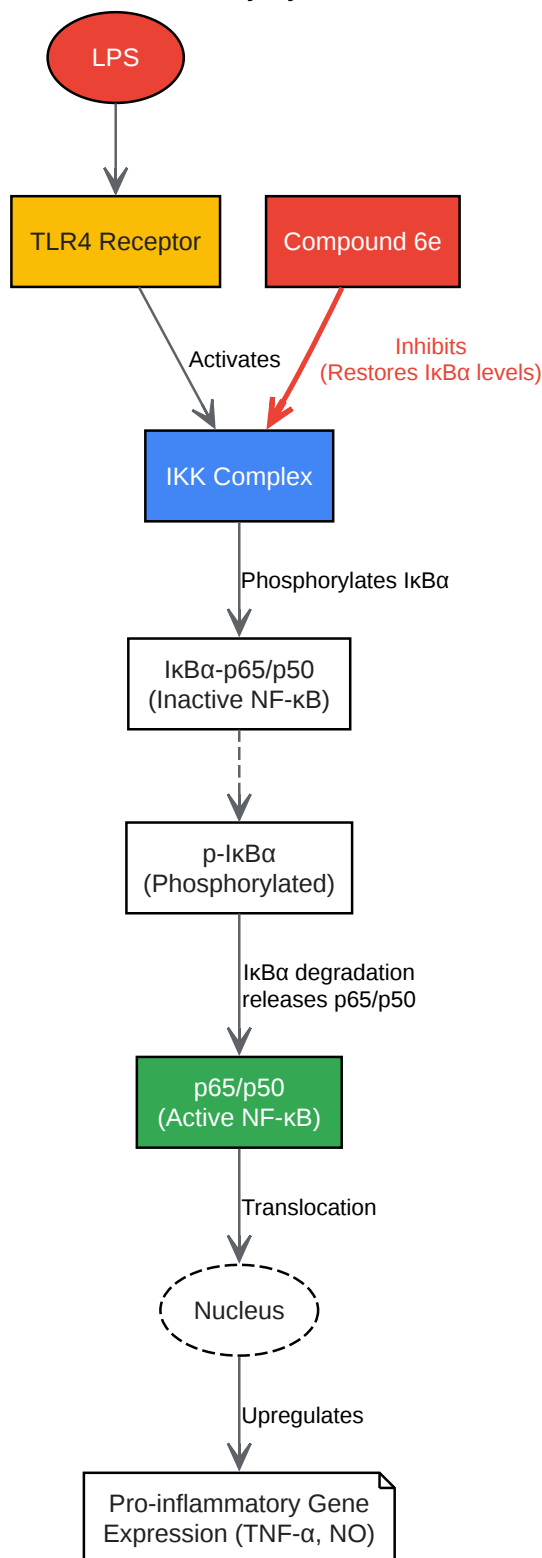 LPS
TLR4 Receptor
Compound 6e
Activates
Inhibits
(Restores IκBα levels)
IKK Complex
Phosphorylates IκBα
IκBα-p65/p50
(Inactive NF-κB)
p-IκBα
(Phosphorylated)
IκBα degradation
releases p65/p50
p65/p50
(Active NF-κB)
Translocation
Nucleus
Upregulates
Pro-inflammatory Gene
Expression (TNF-α, NO)